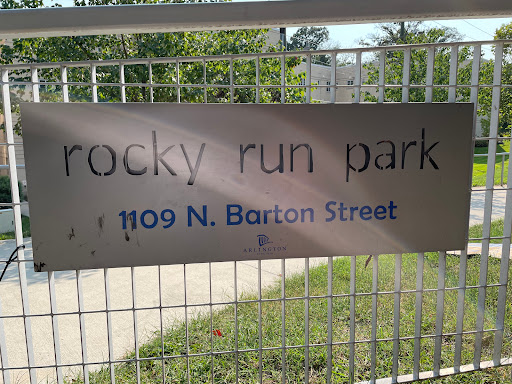 rocky run park
1109 N. Barton Street
ARLINGTON